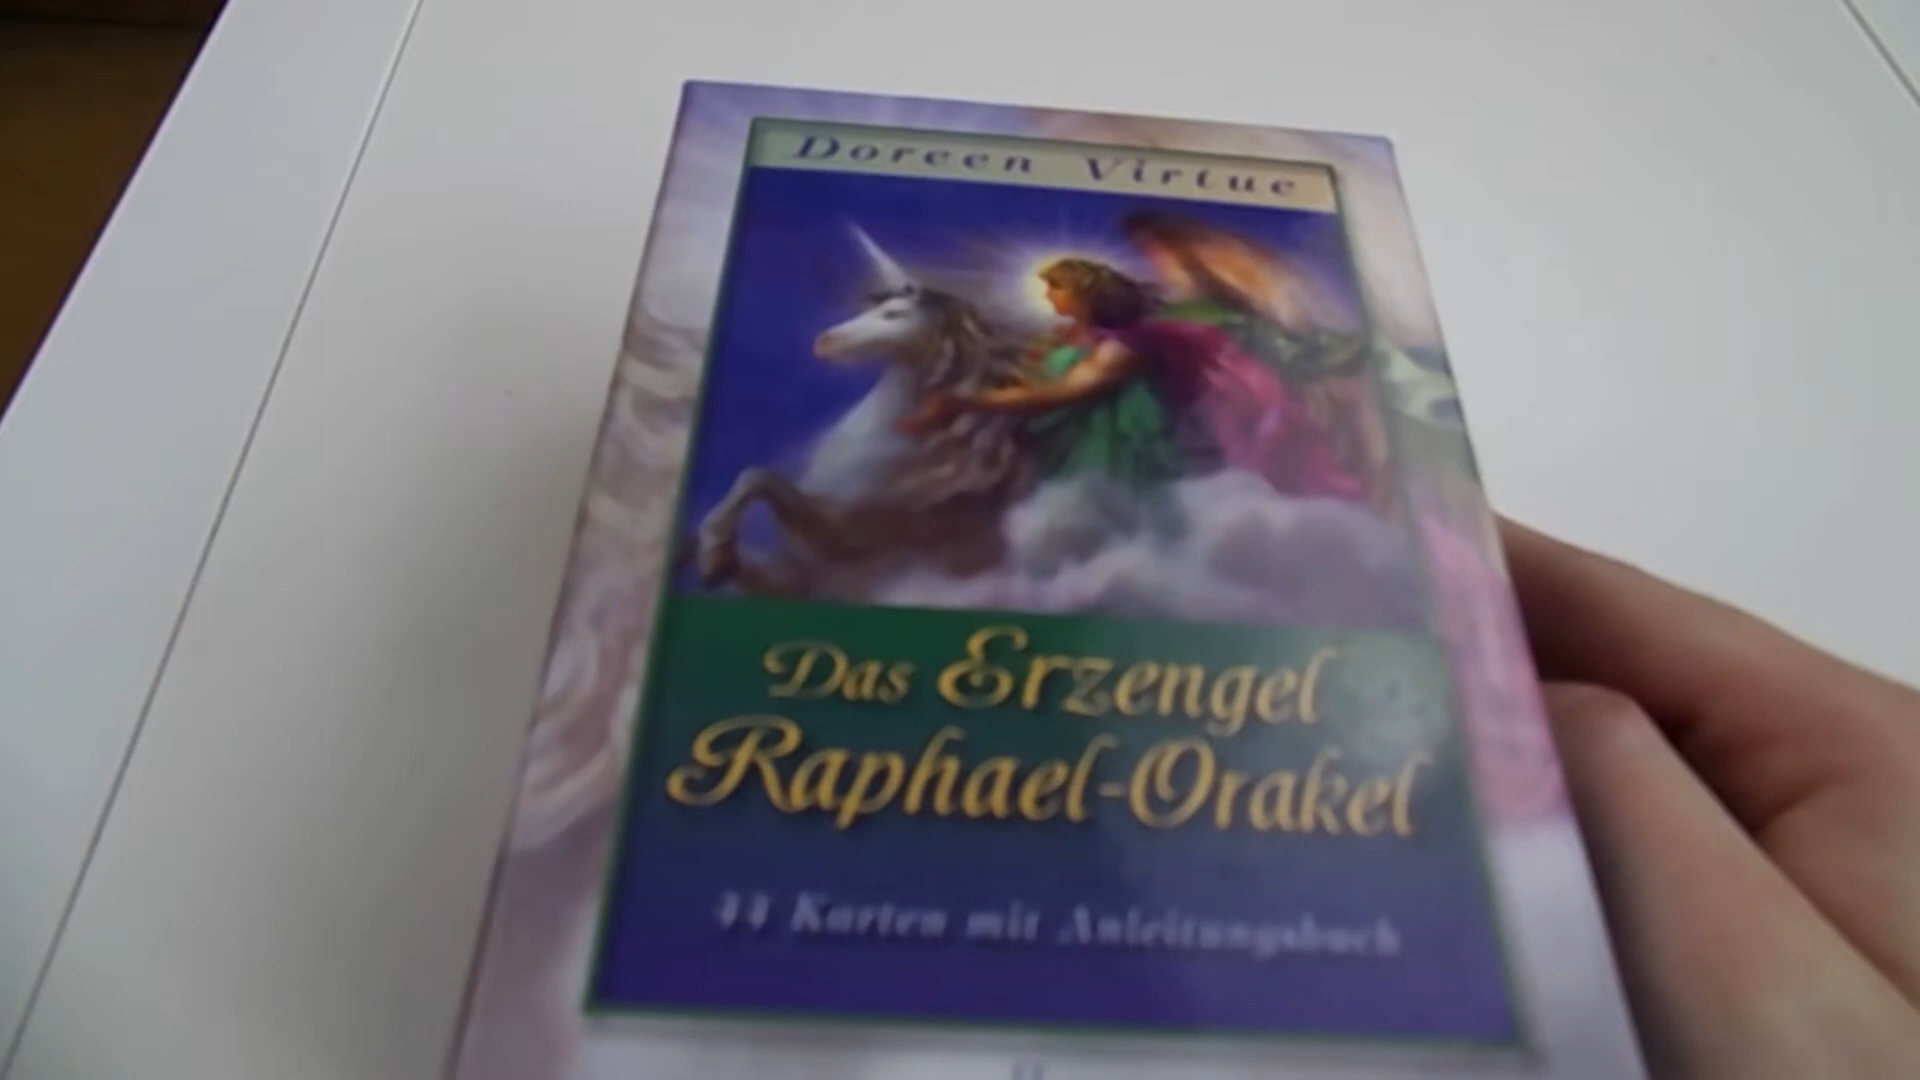 Doreen Virtue
Das Erzengel
Raphael-Orakel
44 Karten mit Anleitungsbuch